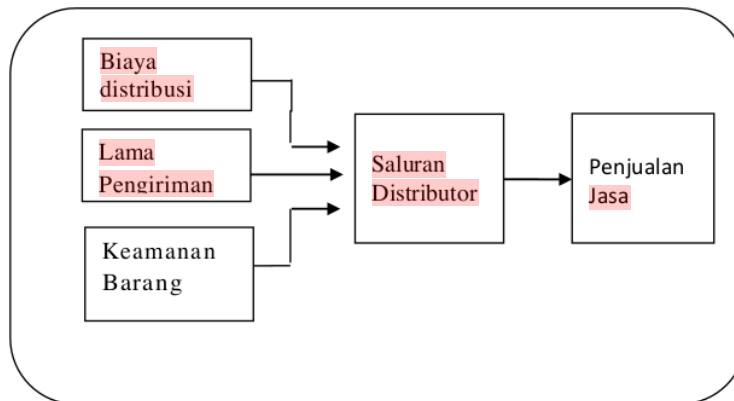 Biaya
distribusi
Lama
Pengiriman
Keamanan
Barang
Saluran
Distributor
Penjualan
Jasa